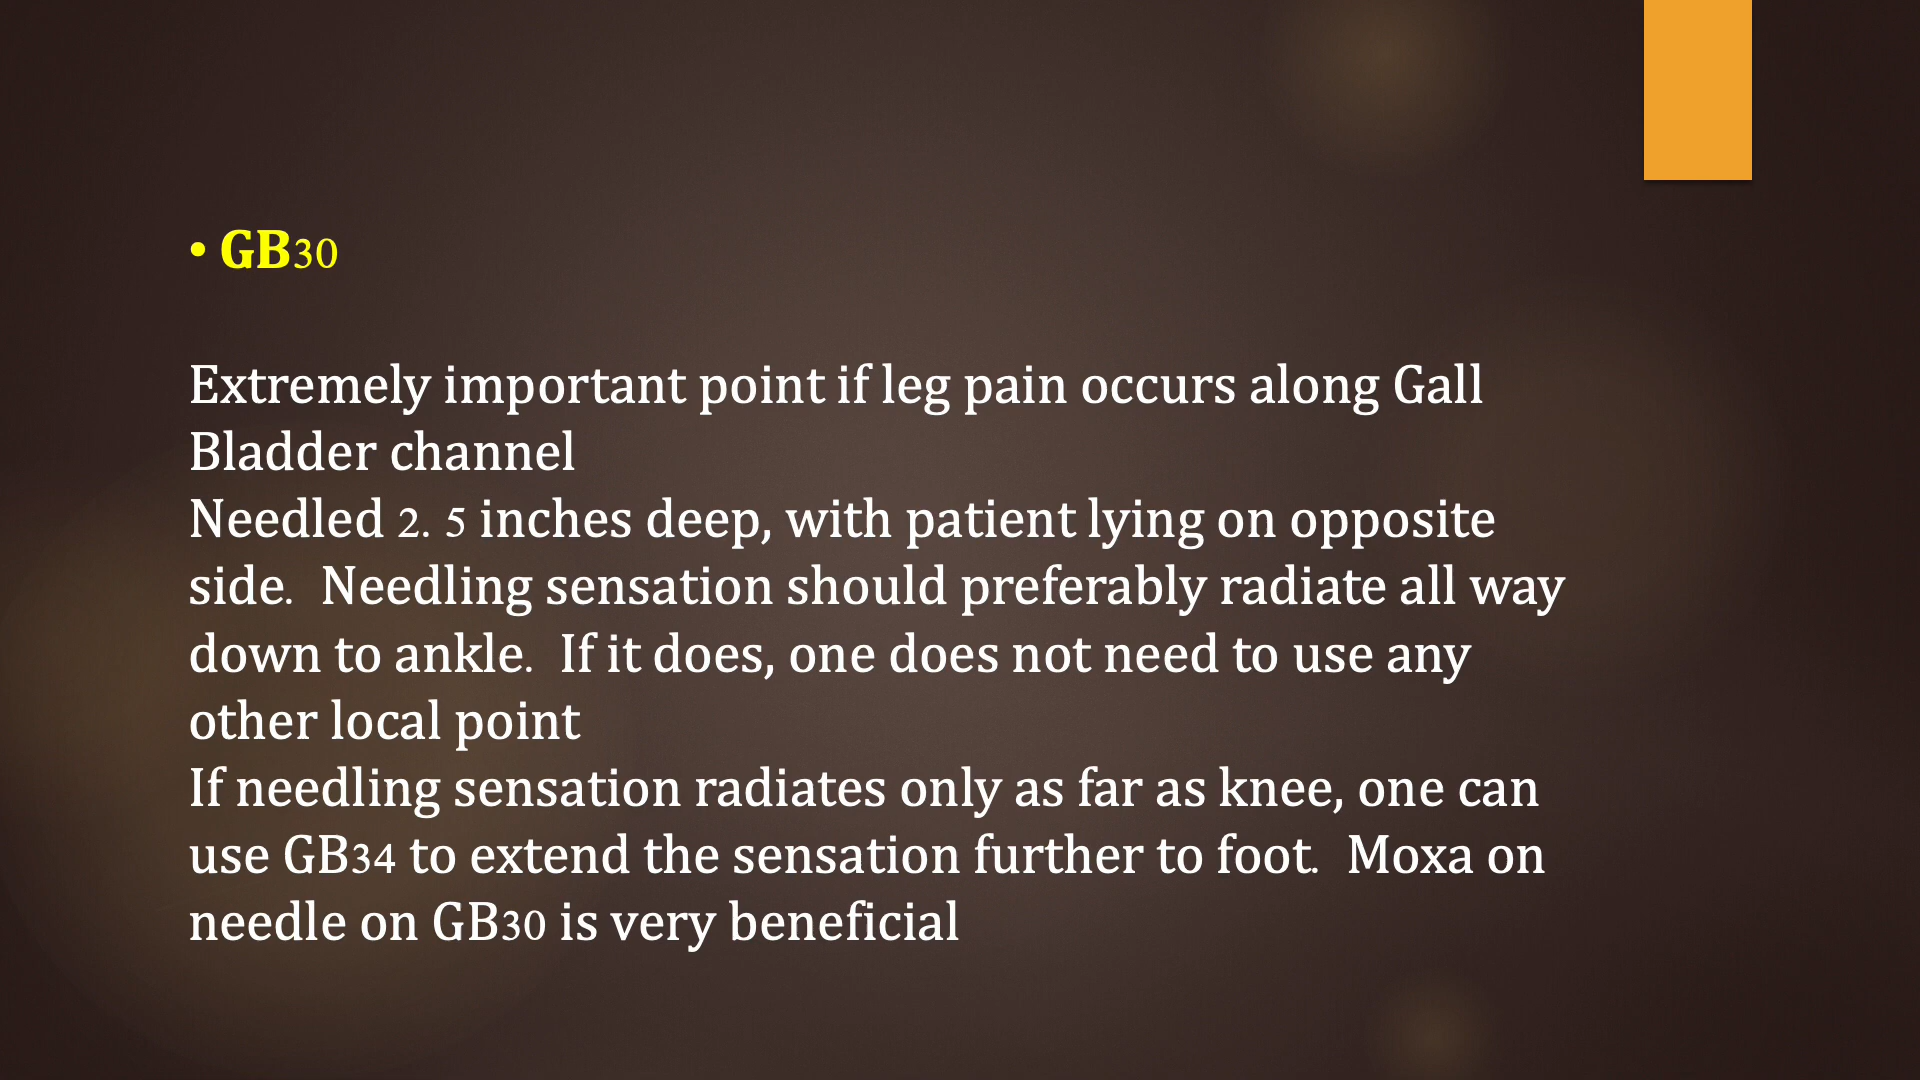 • GB30
Extremely important point if leg pain occurs along Gall
Bladder channel
Needled 2. 5 inches deep, with patient lying on opposite
side.  Needling sensation should preferably radiate all way
down to ankle.  If it does, one does not need to use any
other local point
If needling sensation radiates only as far as knee, one can
use GB34 to extend the sensation further to foot.  Moxa on
needle on GB30 is very beneficial